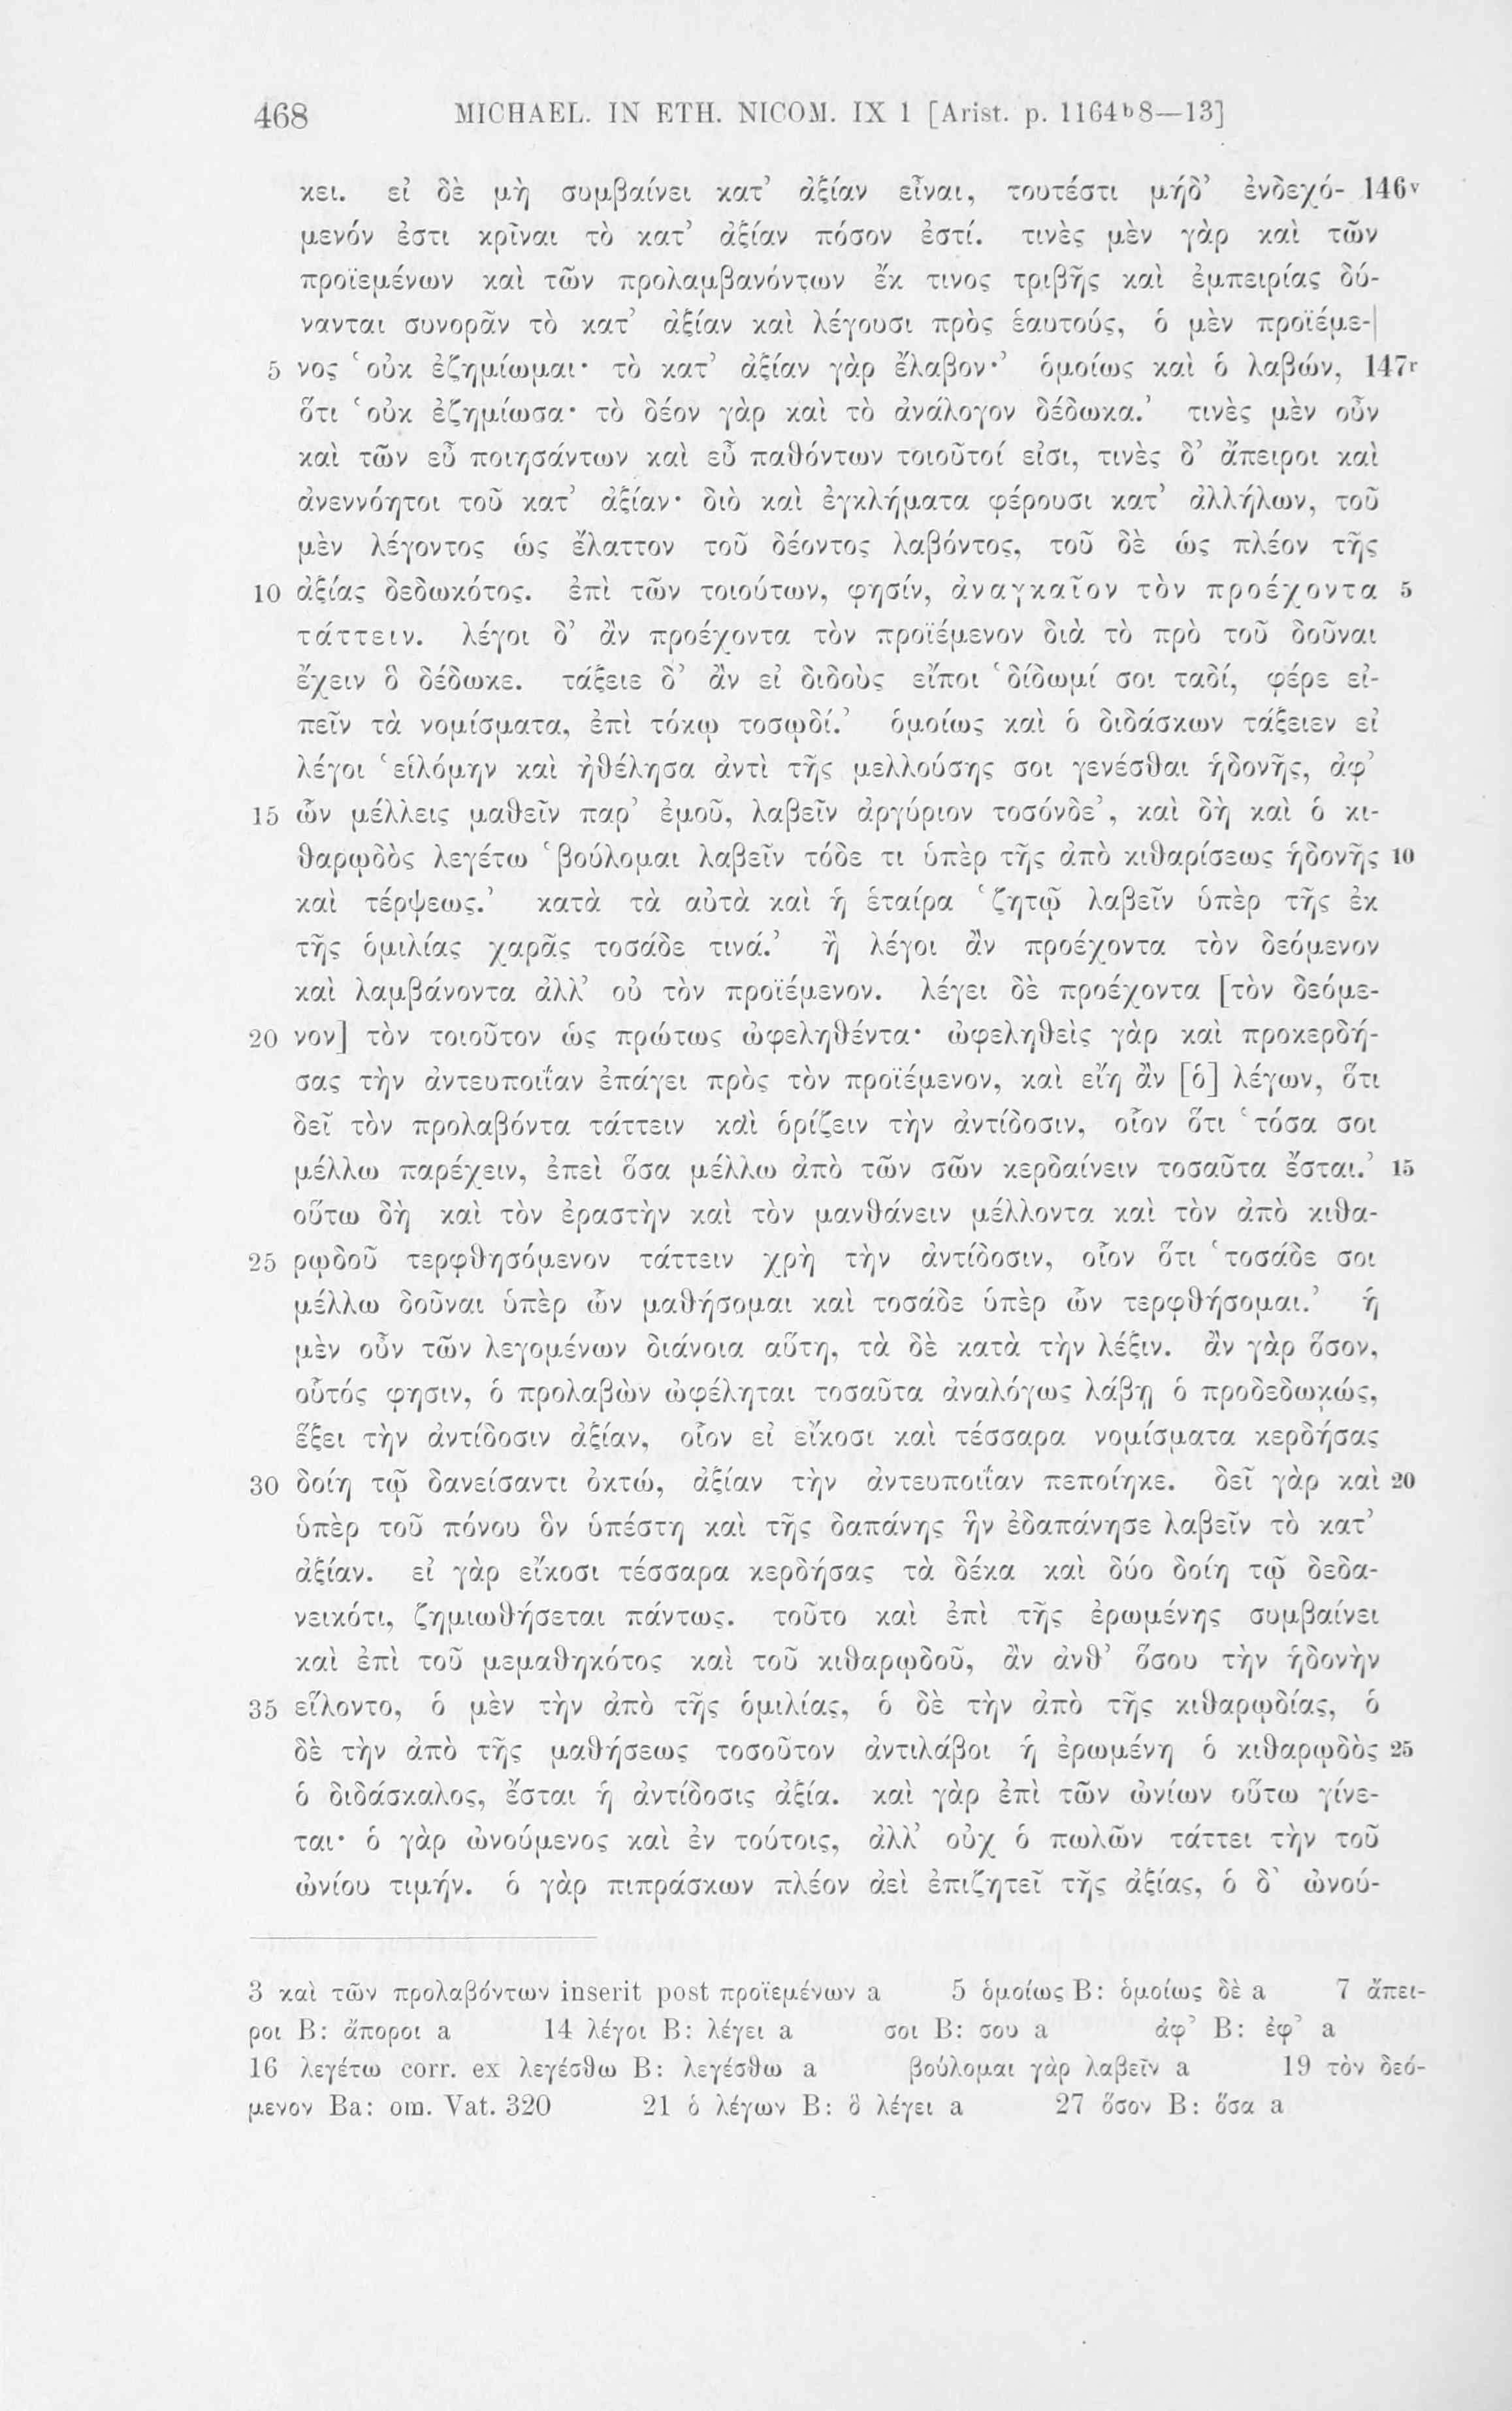 468 MICHAEL. IN ETH. NICOM. IX 1 [Arist. p. 1164ᵇ8—13]
κει. εἰ δὲ μὴ συμβαίνει κατ’ ἀξίαν εἶναι, τουτέστι μήδ’ ἐνδεχό- 146ᵛ
μενόν ἐστι κρῖναι τὸ κατ’ ἀξίαν πόσον ἐστί. τινὲς μὲν γὰρ καὶ τῶν
προϊεμένων καὶ τῶν προλαμβανόντων ἔκ τινος τριβῆς καὶ ἐμπειρίας δύ-
νανται συνορᾶν τὸ κατ’ ἀξίαν καὶ λέγουσι πρὸς ἑαυτούς, ὁ μὲν προϊέμε-|
5 νος ‘οὐκ ἐζημίωμαι· τὸ κατ’ ἀξίαν γὰρ ἔλαβον·’ ὁμοίως καὶ ὁ λαβών, 147ʳ
ὅτι ‘οὐκ ἐζημίωσα· τὸ δέον γὰρ καὶ τὸ ἀνάλογον δέδωκα.’ τινὲς μὲν οὖν
καὶ τῶν εὖ ποιησάντων καὶ εὖ παθόντων τοιοῦτοί εἰσι, τινὲς δ’ ἄπειροι καὶ
ἀνεννόητοι τοῦ κατ’ ἀξίαν· διὸ καὶ ἐγκλήματα φέρουσι κατ’ ἀλλήλων, τοῦ
μὲν λέγοντος ὡς ἔλαττον τοῦ δέοντος λαβόντος, τοῦ δὲ ὡς πλέον τῆς
10 ἀξίας δεδωκότος. ἐπὶ τῶν τοιούτων, φησίν, ἀναγκαῖον τὸν προέχοντα 5
τάττειν. λέγοι δ’ ἂν προέχοντα τὸν προϊέμενον διὰ τὸ πρὸ τοῦ δοῦναι
ἔχειν ὃ δέδωκε. τάξειε δ’ ἂν εἰ διδοὺς εἴποι ‘δίδωμί σοι ταδί, φέρε εἰ-
πεῖν τὰ νομίσματα, ἐπὶ τόκῳ τοσῳδί.’ ὁμοίως καὶ ὁ διδάσκων τάξειεν εἰ
λέγοι ‘εἱλόμην καὶ ἠθέλησα ἀντὶ τῆς μελλούσης σοι γενέσθαι ἡδονῆς, ἀφ’
15 ὧν μέλλεις μαθεῖν παρ’ ἐμοῦ, λαβεῖν ἀργύριον τοσόνδε’, καὶ δὴ καὶ ὁ κι-
θαρῳδὸς λεγέτω ‘βούλομαι λαβεῖν τόδε τι ὑπὲρ τῆς ἀπὸ κιθαρίσεως ἡδονῆς 10
καὶ τέρψεως.’ κατὰ τὰ αὐτὰ καὶ ἡ ἑταίρα ‘ζητῶ λαβεῖν ὑπὲρ τῆς ἐκ
τῆς ὁμιλίας χαρᾶς τοσάδε τινά.’ ἢ λέγοι ἂν προέχοντα τὸν δεόμενον
καὶ λαμβάνοντα ἀλλ’ οὐ τὸν προϊέμενον. λέγει δὲ προέχοντα [τὸν δεόμε-
20 νον] τὸν τοιοῦτον ὡς πρώτως ὠφεληθέντα· ὠφεληθεὶς γὰρ καὶ προκερδή-
σας τὴν ἀντευποιΐαν ἐπάγει πρὸς τὸν προϊέμενον, καὶ εἴη ἂν [ὁ] λέγων, ὅτι
δεῖ τὸν προλαβόντα τάττειν καὶ ὁρίζειν τὴν ἀντίδοσιν, οἷον ὅτι ‘τόσα σοι
μέλλω παρέχειν, ἐπεὶ ὅσα μέλλω ἀπὸ τῶν σῶν κερδαίνειν τοσαῦτα ἔσται.’ 15
οὕτω δὴ καὶ τὸν ἐραστὴν καὶ τὸν μανθάνειν μέλλοντα καὶ τὸν ἀπὸ κιθα-
25 ρῳδοῦ τερφθησόμενον τάττειν χρὴ τὴν ἀντίδοσιν, οἷον ὅτι ‘τοσάδε σοι
μέλλω δοῦναι ὑπὲρ ὧν μαθήσομαι καὶ τοσάδε ὑπὲρ ὧν τερφθήσομαι.’ ἡ
μὲν οὖν τῶν λεγομένων διάνοια αὕτη, τὰ δὲ κατὰ τὴν λέξιν. ἂν γὰρ ὅσον,
οὗτός φησιν, ὁ προλαβὼν ὠφέληται τοσαῦτα ἀναλόγως λάβῃ ὁ προδεδωκώς,
ἕξει τὴν ἀντίδοσιν ἀξίαν, οἷον εἰ εἴκοσι καὶ τέσσαρα νομίσματα κερδήσας
30 δοίη τῷ δανείσαντι ὀκτώ, ἀξίαν τὴν ἀντευποιΐαν πεποίηκε. δεῖ γὰρ καὶ 20
ὑπὲρ τοῦ πόνου ὃν ὑπέστη καὶ τῆς δαπάνης ἣν ἐδαπάνησε λαβεῖν τὸ κατ’
ἀξίαν. εἰ γὰρ εἴκοσι τέσσαρα κερδήσας τὰ δέκα καὶ δύο δοίη τῷ δεδα-
νεικότι, ζημιωθήσεται πάντως. τοῦτο καὶ ἐπὶ τῆς ἐρωμένης συμβαίνει
καὶ ἐπὶ τοῦ μεμαθηκότος καὶ τοῦ κιθαρῳδοῦ, ἂν ἀνθ’ ὅσου τὴν ἡδονὴν
35 εἵλοντο, ὁ μὲν τὴν ἀπὸ τῆς ὁμιλίας, ὁ δὲ τὴν ἀπὸ τῆς κιθαρῳδίας, ὁ
δὲ τὴν ἀπὸ τῆς μαθήσεως τοσοῦτον ἀντιλάβοι ἡ ἐρωμένη ὁ κιθαρῳδὸς 25
ὁ διδάσκαλος, ἔσται ἡ ἀντίδοσις ἀξία. καὶ γὰρ ἐπὶ τῶν ὠνίων οὕτω γίνε-
ται· ὁ γὰρ ὠνούμενος καὶ ἐν τούτοις, ἀλλ’ οὐχ ὁ πωλῶν τάττει τὴν τοῦ
ὠνίου τιμήν. ὁ γὰρ πιπράσκων πλέον ἀεὶ ἐπιζητεῖ τῆς ἀξίας, ὁ δ’ ὠνού-
3 καὶ τῶν προλαβόντων inserit post προϊεμένων a 5 ὁμοίως B: ὁμοίως δὲ a 7 ἄπει-
ροι B: ἄποροι a 14 λέγοι B: λέγει a σοι B: σου a ἀφ’ B: ἐφ’ a
16 λεγέτω corr. ex λεγέσθω B: λεγέσθω a βούλομαι γὰρ λαβεῖν a 19 τὸν δεό-
μενον Ba: om. Vat. 320 21 ὁ λέγων B: ὃ λέγει a 27 ὅσον B: ὅσα a